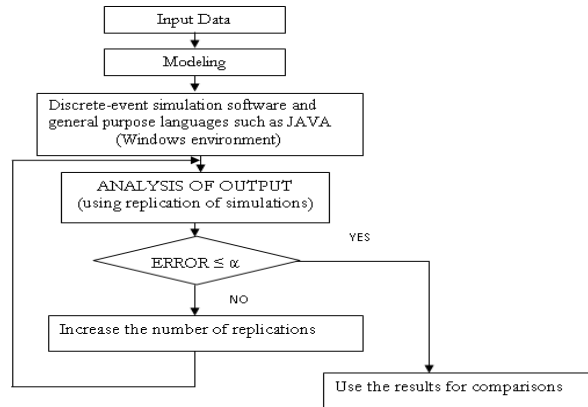 Input Data
Modeling
Discrete-event simulation software and
general purpose languages such as JAVA
(Windows environment)
ANALYSIS OF OUTPUT
(using replication of simulations)
YES
ERROR ≤ α
NO
Increase the number of replications
Use the results for comparisons